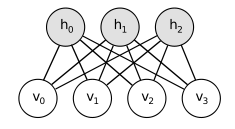 h₀ h₁ h₂
v₀ v₁ v₂ v₃